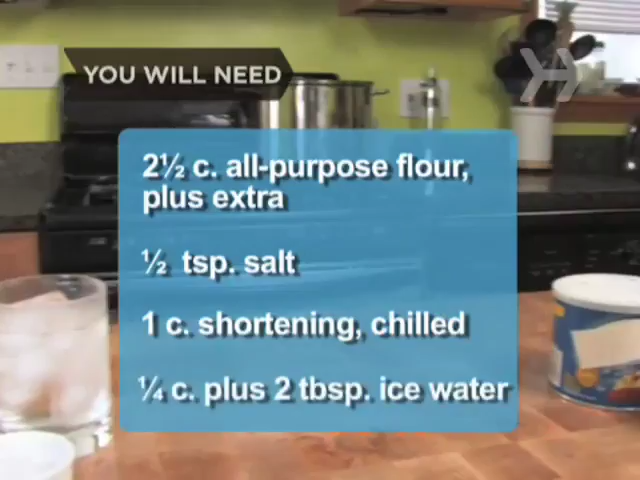 YOU WILL NEED
2½ c. all-purpose flour,
plus extra
½ tsp. salt
1 c. shortening, chilled
¼ c. plus 2 tbsp. ice water